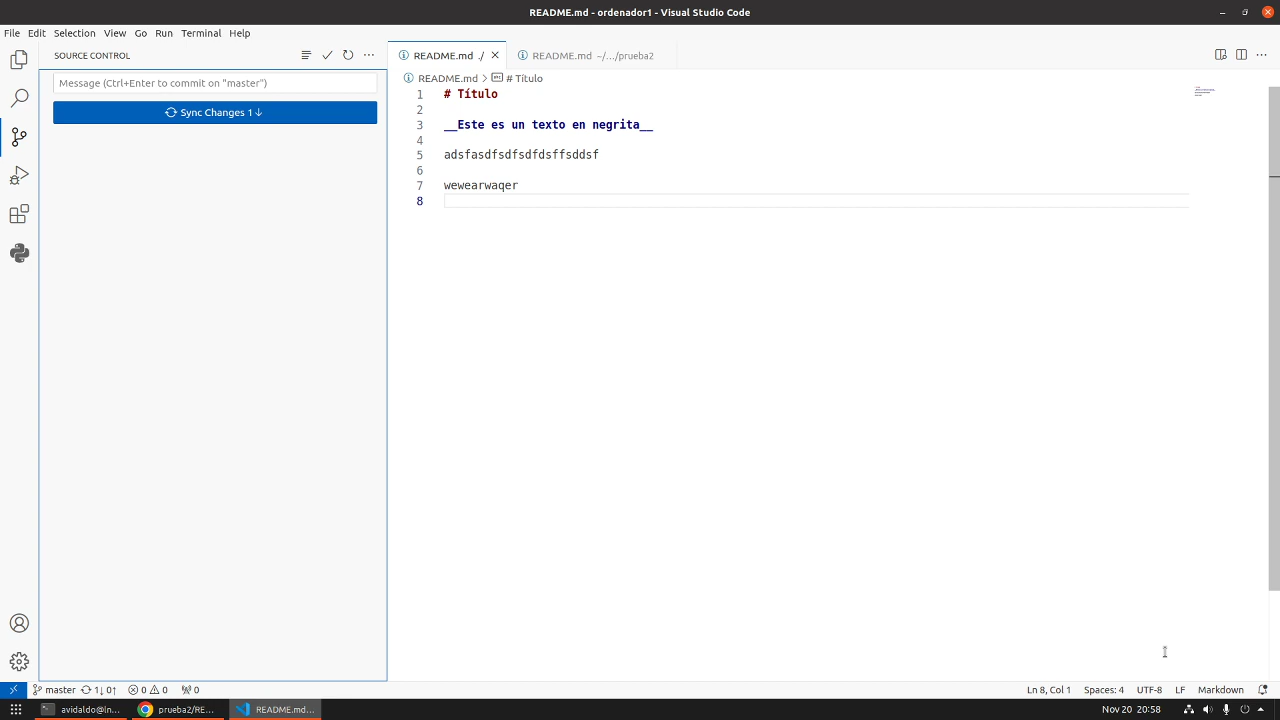 README.md - ordenador1 - Visual Studio Code
File Edit Selection View Go Run Terminal Help
SOURCE CONTROL
README.md ./
README.md ~/.../prueba2
Message (Ctrl+Enter to commit on "master")
Sync Changes 1↓
README.md > # Título
1 # Título
2
3 __Este es un texto en negrita__
4
5 adsfasdfsdfsdfdsffsddsf
6
7 wewearwaqer
8
master 1↓ 0↑ 0 0 0
Ln 8, Col 1 Spaces: 4 UTF-8 LF Markdown
avidaldo@ln... prueba2/RE... README.md... Nov 20 20:58